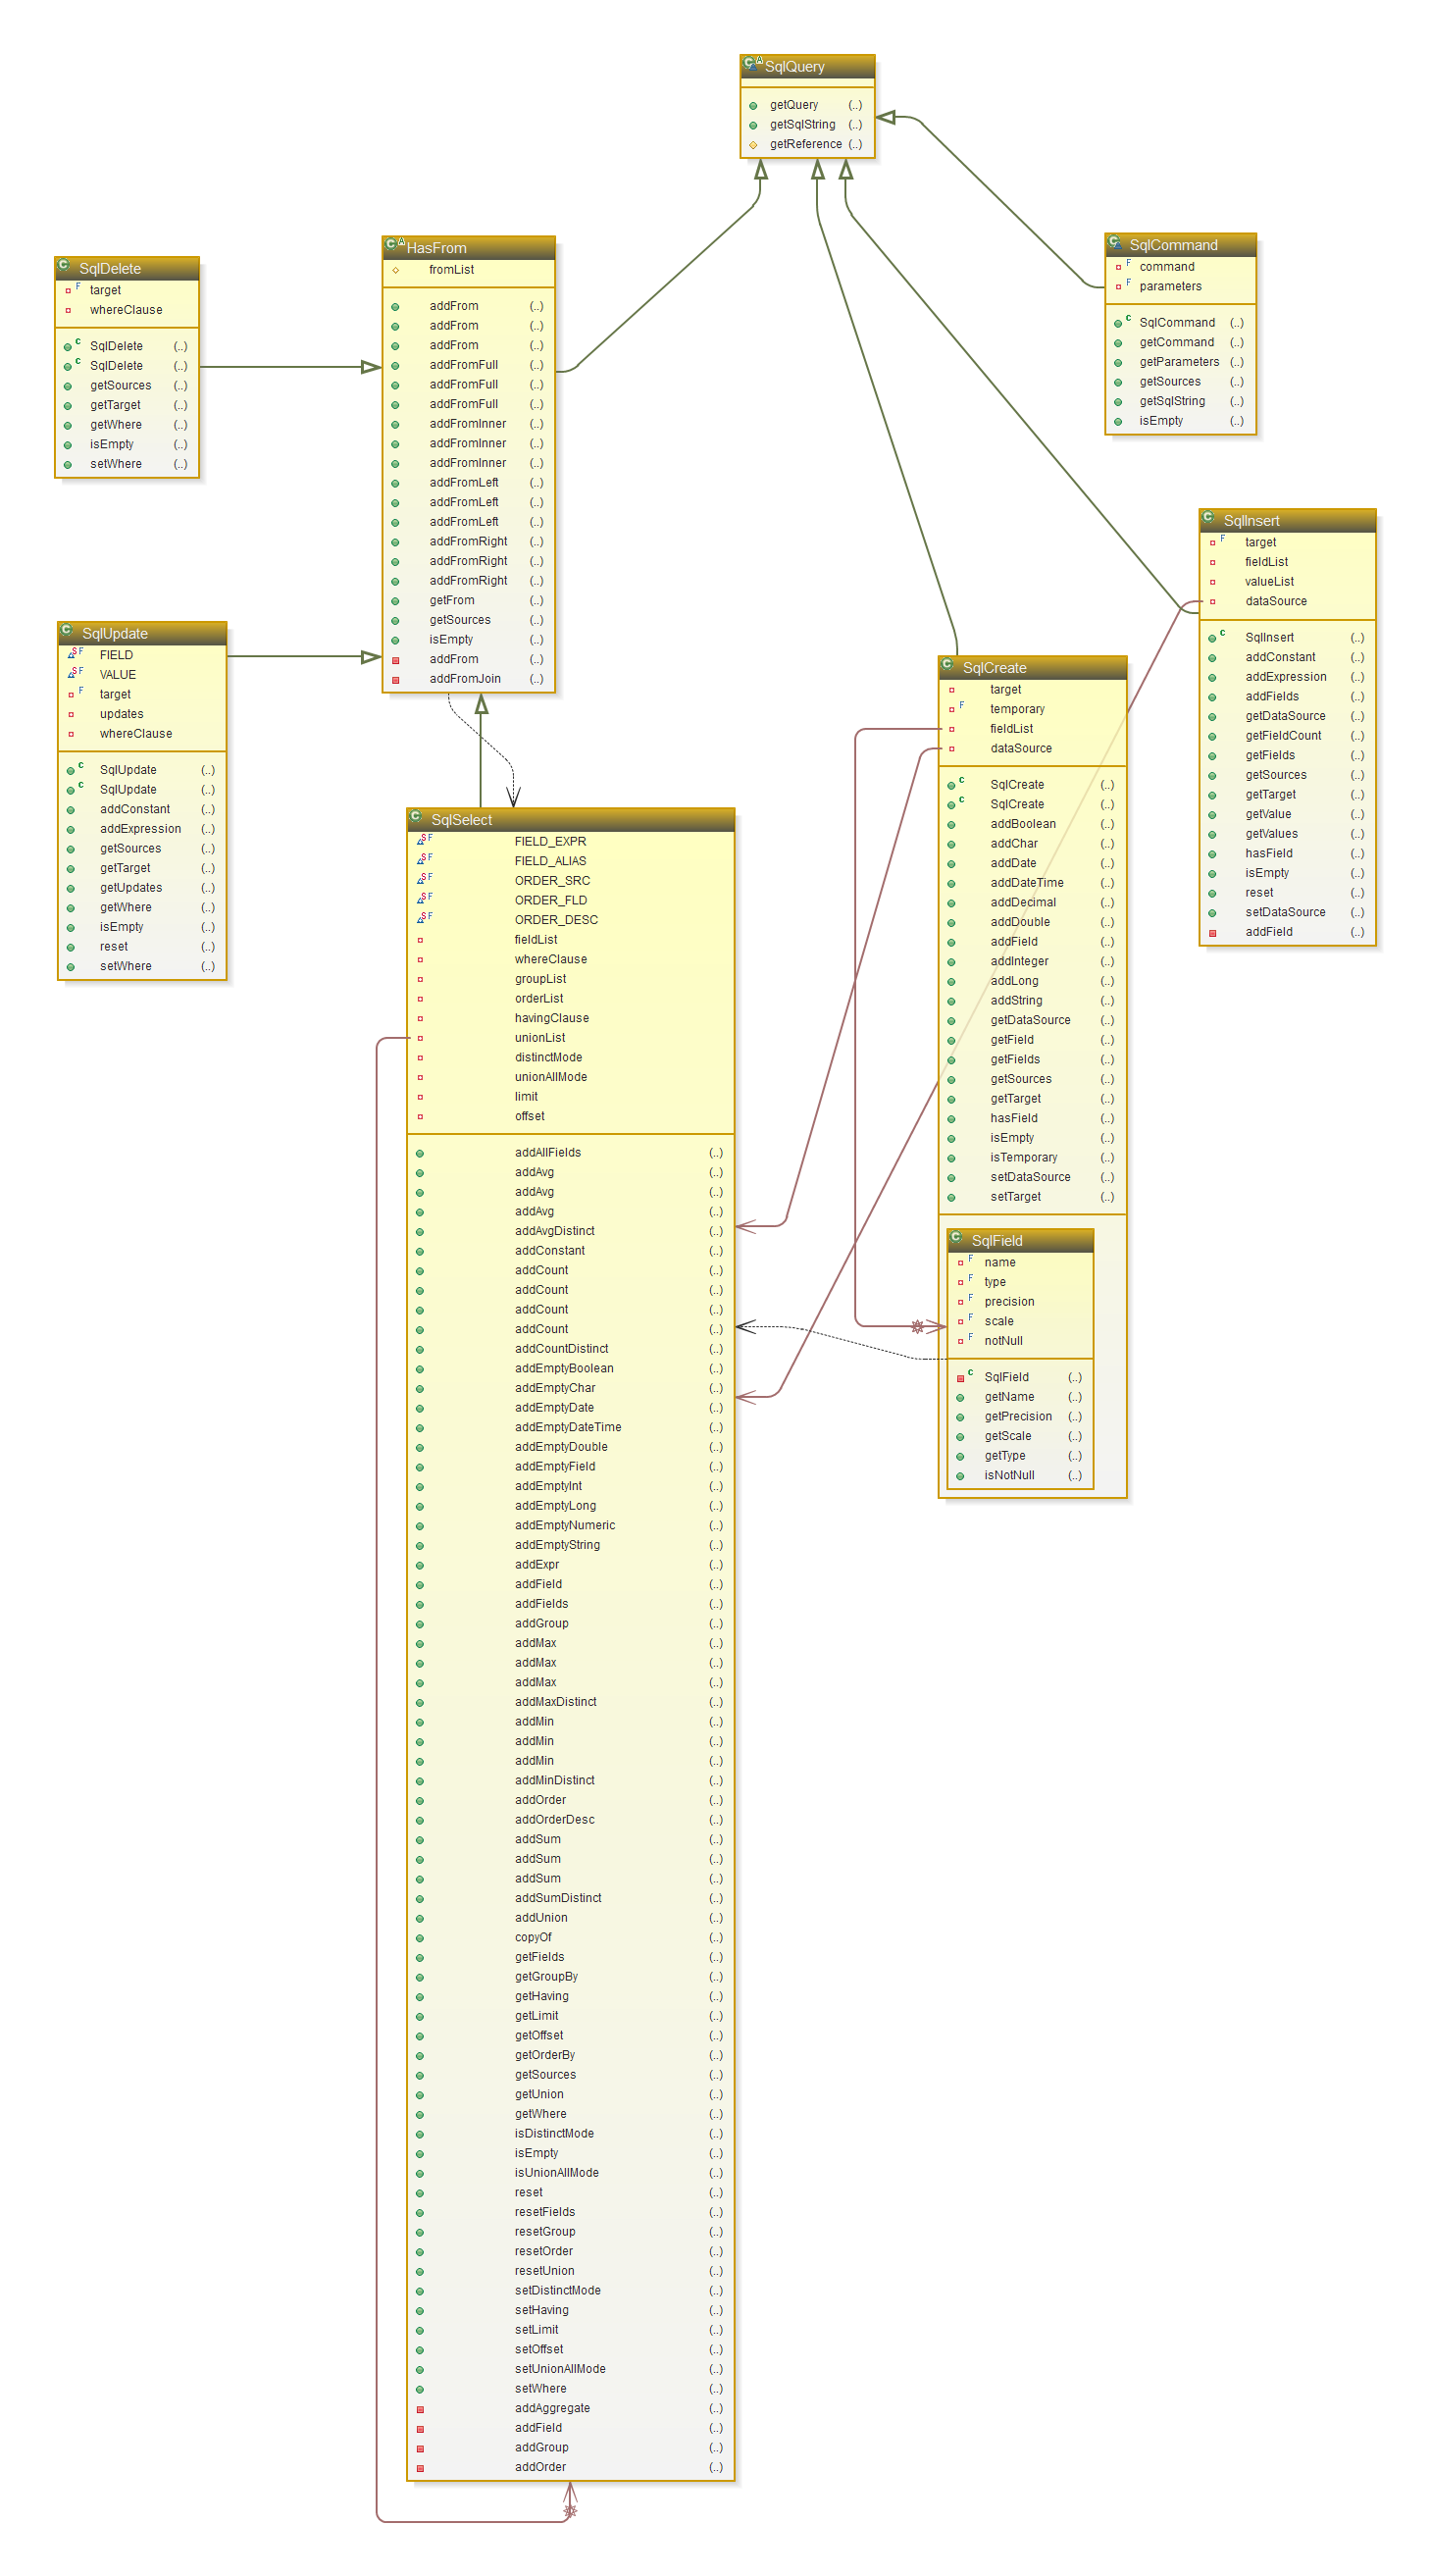 SqlQuery
getQuery (..)
getSqlString (..)
getReference (..)
HasFrom
fromList
addFrom (..)
addFrom (..)
addFrom (..)
addFromFull (..)
addFromFull (..)
addFromFull (..)
addFromInner (..)
addFromInner (..)
addFromInner (..)
addFromLeft (..)
addFromLeft (..)
addFromLeft (..)
addFromRight (..)
addFromRight (..)
addFromRight (..)
getFrom (..)
getSources (..)
isEmpty (..)
addFrom (..)
addFromJoin (..)
SqlCommand
command
parameters
SqlCommand (..)
getCommand (..)
getParameters (..)
getSources (..)
getSqlString (..)
isEmpty (..)
SqlDelete
target
whereClause
SqlDelete (..)
SqlDelete (..)
getSources (..)
getTarget (..)
getWhere (..)
isEmpty (..)
setWhere (..)
SqlInsert
target
fieldList
valueList
dataSource
SqlInsert (..)
addConstant (..)
addExpression (..)
addFields (..)
getDataSource (..)
getFieldCount (..)
getFields (..)
getSources (..)
getTarget (..)
getValue (..)
getValues (..)
hasField (..)
isEmpty (..)
reset (..)
setDataSource (..)
addField (..)
SqlUpdate
FIELD
VALUE
target
updates
whereClause
SqlUpdate (..)
SqlUpdate (..)
addConstant (..)
addExpression (..)
getSources (..)
getTarget (..)
getUpdates (..)
getWhere (..)
isEmpty (..)
reset (..)
setWhere (..)
SqlCreate
target
temporary
fieldList
dataSource
SqlCreate (..)
SqlCreate (..)
addBoolean (..)
addChar (..)
addDate (..)
addDateTime (..)
addDecimal (..)
addDouble (..)
addField (..)
addInteger (..)
addLong (..)
addString (..)
getDataSource (..)
getField (..)
getFields (..)
getSources (..)
getTarget (..)
hasField (..)
isEmpty (..)
isTemporary (..)
setDataSource (..)
setTarget (..)
SqlField
name
type
precision
scale
notNull
SqlField (..)
getName (..)
getPrecision (..)
getScale (..)
getType (..)
isNotNull (..)
SqlSelect
FIELD_EXPR
FIELD_ALIAS
ORDER_SRC
ORDER_FLD
ORDER_DESC
fieldList
whereClause
groupList
orderList
havingClause
unionList
distinctMode
unionAllMode
limit
offset
addAllFields (..)
addAvg (..)
addAvg (..)
addAvg (..)
addAvgDistinct (..)
addConstant (..)
addCount (..)
addCount (..)
addCount (..)
addCount (..)
addCountDistinct (..)
addEmptyBoolean (..)
addEmptyChar (..)
addEmptyDate (..)
addEmptyDateTime (..)
addEmptyDouble (..)
addEmptyField (..)
addEmptyInt (..)
addEmptyLong (..)
addEmptyNumeric (..)
addEmptyString (..)
addExpr (..)
addField (..)
addFields (..)
addGroup (..)
addMax (..)
addMax (..)
addMax (..)
addMaxDistinct (..)
addMin (..)
addMin (..)
addMin (..)
addMinDistinct (..)
addOrder (..)
addOrderDesc (..)
addSum (..)
addSum (..)
addSum (..)
addSumDistinct (..)
addUnion (..)
copyOf (..)
getFields (..)
getGroupBy (..)
getHaving (..)
getLimit (..)
getOffset (..)
getOrderBy (..)
getSources (..)
getUnion (..)
getWhere (..)
isDistinctMode (..)
isEmpty (..)
isUnionAllMode (..)
reset (..)
resetFields (..)
resetGroup (..)
resetOrder (..)
resetUnion (..)
setDistinctMode (..)
setHaving (..)
setLimit (..)
setOffset (..)
setUnionAllMode (..)
setWhere (..)
addAggregate (..)
addField (..)
addGroup (..)
addOrder (..)